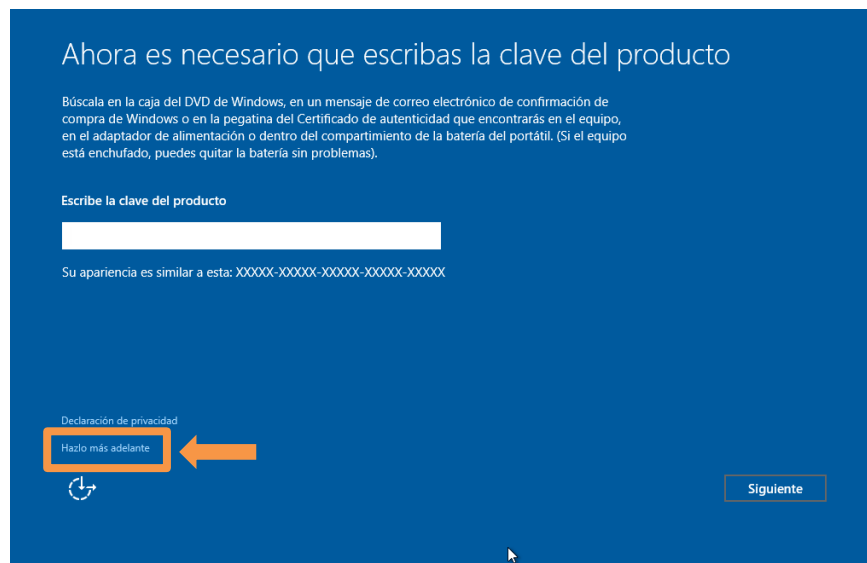 Ahora es necesario que escribas la clave del producto
Búscala en la caja del DVD de Windows, en un mensaje de correo electrónico de confirmación de
compra de Windows o en la pegatina del Certificado de autenticidad que encontrarás en el equipo,
en el adaptador de alimentación o dentro del compartimiento de la batería del portátil. (Si el equipo
está enchufado, puedes quitar la batería sin problemas).
Escribe la clave del producto
Su apariencia es similar a esta: XXXXX-XXXXX-XXXXX-XXXXX-XXXXX
Declaración de privacidad
Hazlo más adelante
Siguiente